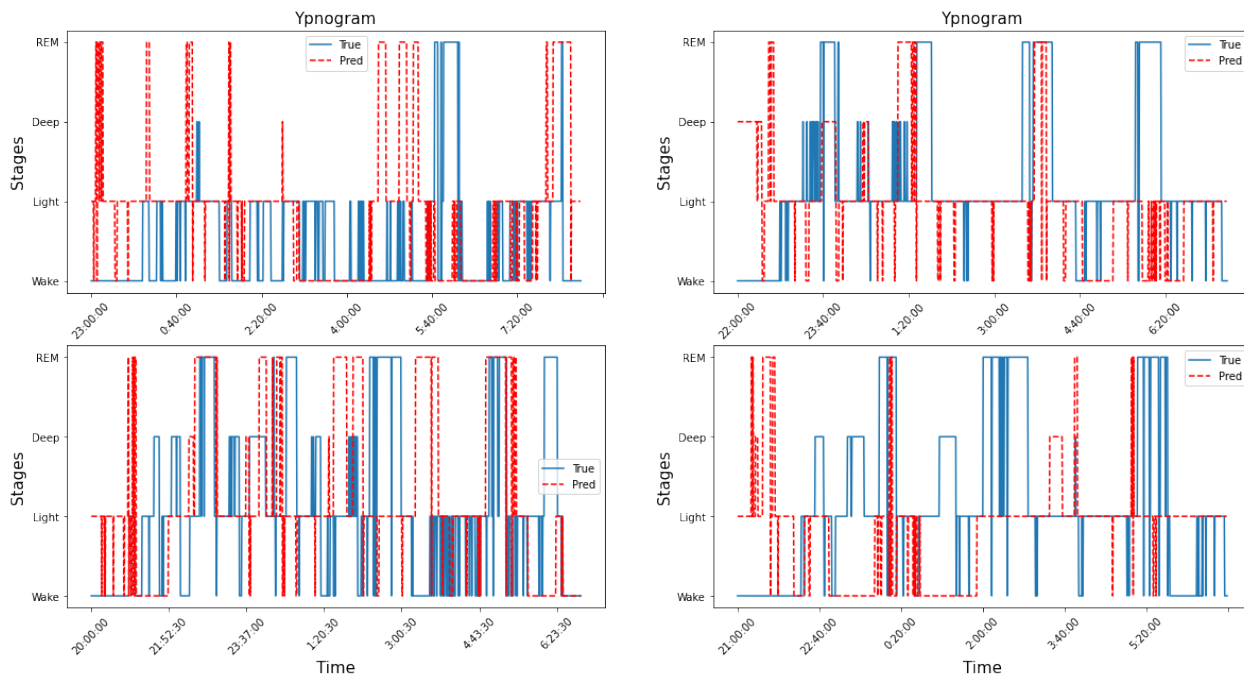 Ypnogram
REM
Deep
Light
Wake
Stages
True
Pred
23:00:00
0:40:00
2:20:00
4:00:00
5:40:00
7:20:00
Ypnogram
REM
Deep
Light
Wake
Stages
True
Pred
22:00:00
23:40:00
1:20:00
3:00:00
4:40:00
6:20:00
REM
Deep
Light
Wake
Stages
True
Pred
20:00:00
21:52:30
23:37:00
1:20:30
3:00:30
4:43:30
6:23:30
Time
REM
Deep
Light
Wake
Stages
True
Pred
21:00:00
22:40:00
0:20:00
2:00:00
3:40:00
5:20:00
Time